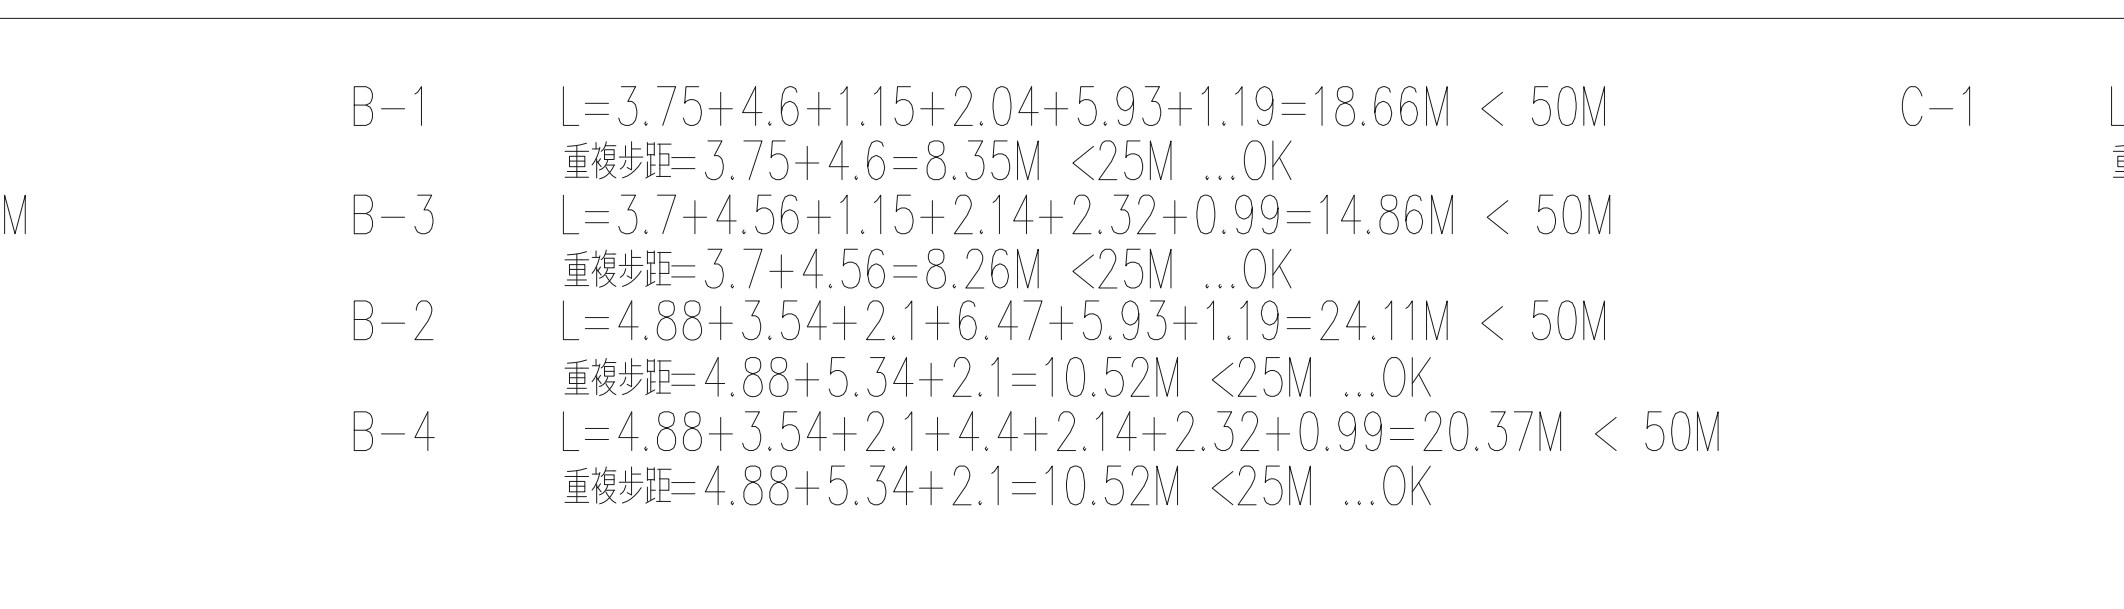 B-1 L=3.75+4.6+1.15+2.04+5.93+1.19=18.66M < 50M
重複步距=3.75+4.6=8.35M <25M ...OK
M
B-3 L=3.7+4.56+1.15+2.14+2.32+0.99=14.86M < 50M
重複步距=3.7+4.56=8.26M <25M ...OK
B-2 L=4.88+3.54+2.1+6.47+5.93+1.19=24.11M < 50M
重複步距=4.88+5.34+2.1=10.52M <25M ...OK
B-4 L=4.88+3.54+2.1+4.4+2.14+2.32+0.99=20.37M < 50M
重複步距=4.88+5.34+2.1=10.52M <25M ...OK
C-1 L